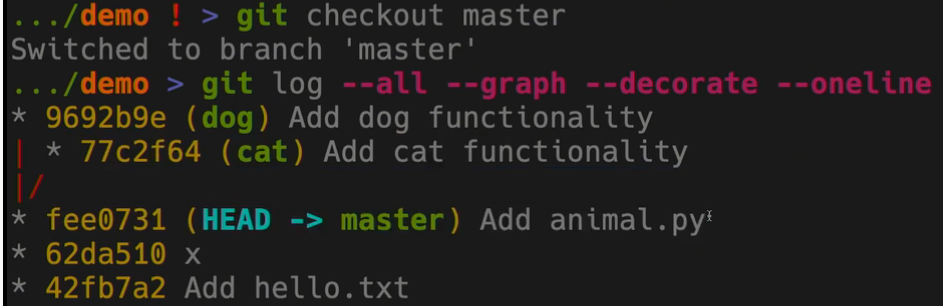 .../demo ! > git checkout master
Switched to branch 'master'
.../demo > git log --all --graph --decorate --oneline
* 9692b9e (dog) Add dog functionality
| * 77c2f64 (cat) Add cat functionality
|/
* fee0731 (HEAD -> master) Add animal.py
* 62da510 x
* 42fb7a2 Add hello.txt